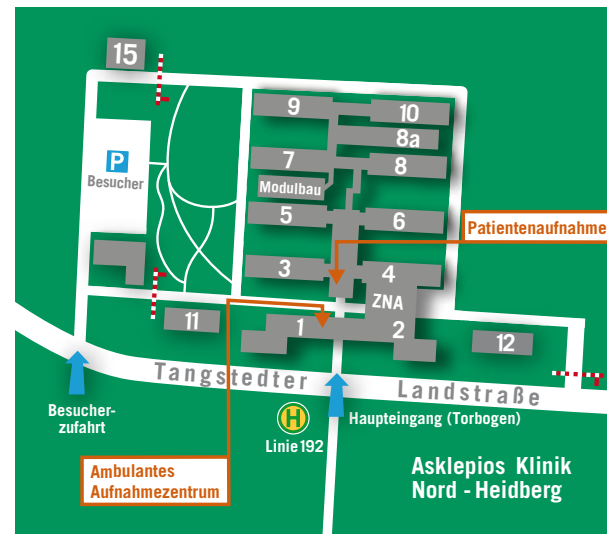 15
9
10
8a
P
Besucher
7
8
Modulbau
5
6
Patientenaufnahme
3
4
ZNA
11
1
2
12
Tangstedter Landstraße
Besucher-
zufahrt
H
Linie 192
Haupteingang (Torbogen)
Ambulantes
Aufnahmezentrum
Asklepios Klinik
Nord - Heidberg